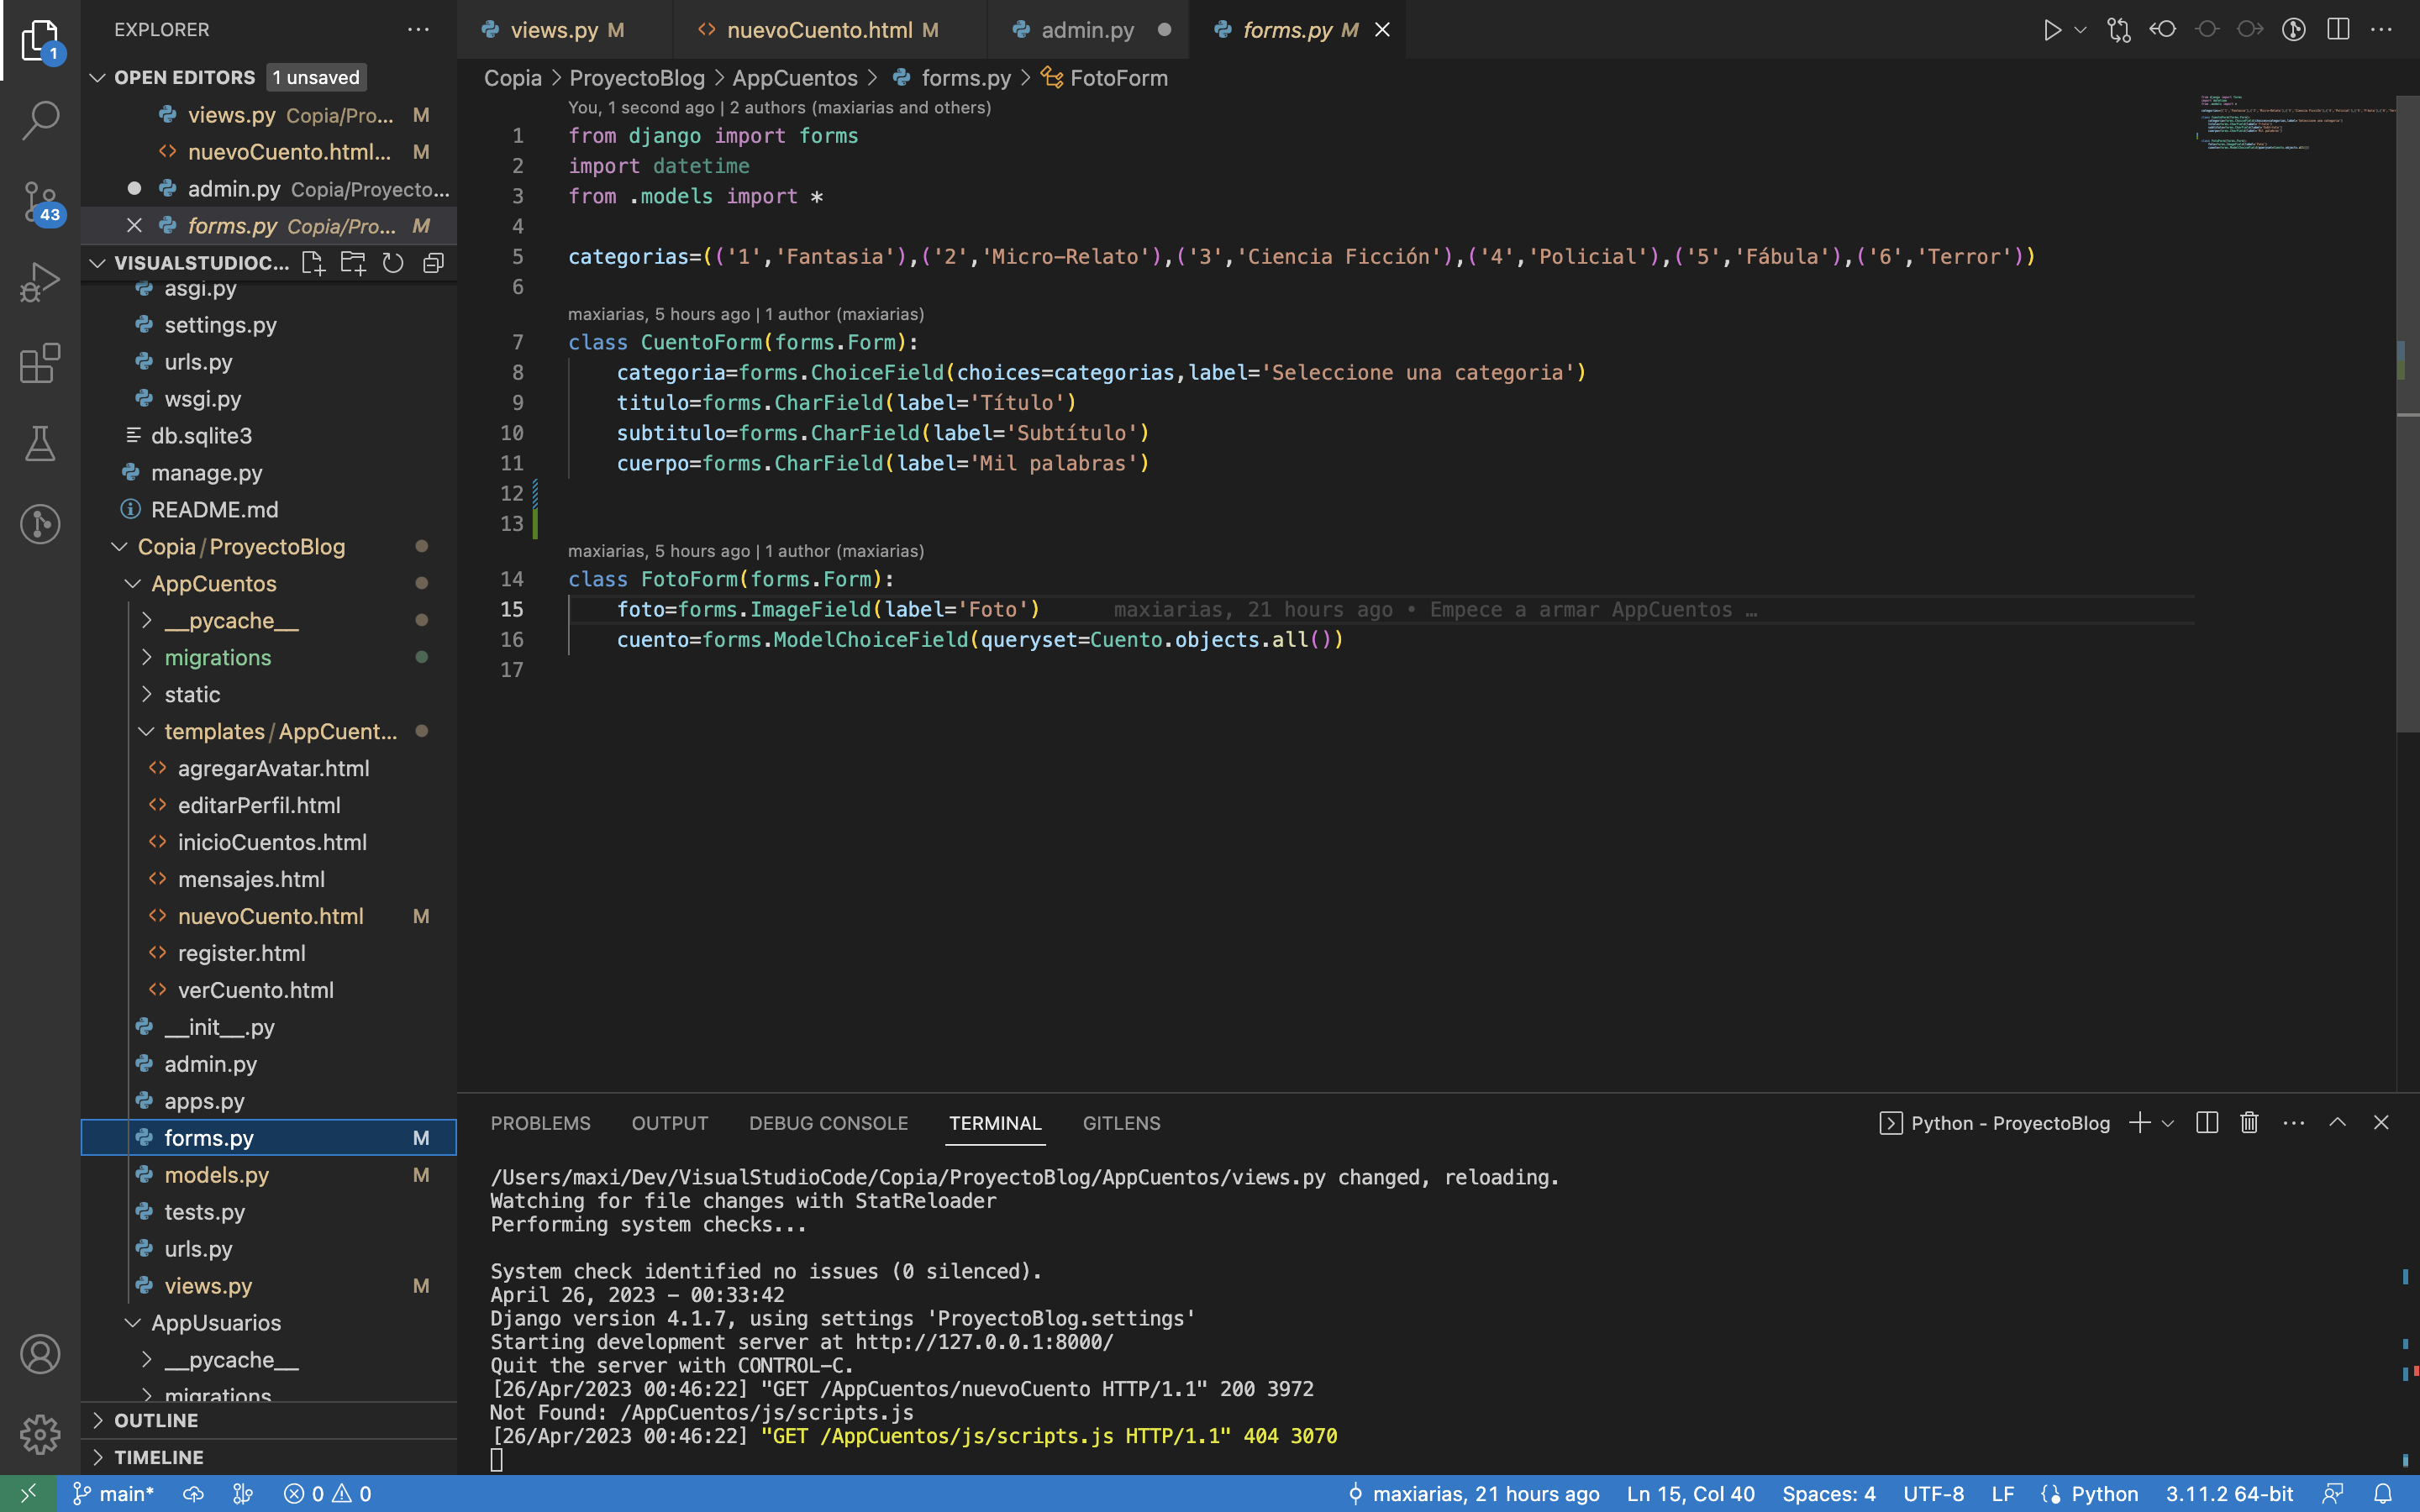 EXPLORER
OPEN EDITORS 1 unsaved
views.py Copia/Pro... M
nuevoCuento.html... M
admin.py Copia/Proyecto...
forms.py Copia/Pro... M
VISUALSTUDIOC...
asgi.py
settings.py
urls.py
wsgi.py
db.sqlite3
manage.py
README.md
Copia/ProyectoBlog
AppCuentos
__pycache__
migrations
static
templates/AppCuent...
agregarAvatar.html
editarPerfil.html
inicioCuentos.html
mensajes.html
nuevoCuento.html M
register.html
verCuento.html
__init__.py
admin.py
apps.py
forms.py M
models.py M
tests.py
urls.py
views.py M
AppUsuarios
__pycache__
migrations
OUTLINE
TIMELINE
1
43
views.py M nuevoCuento.html M admin.py forms.py M
Copia > ProyectoBlog > AppCuentos > forms.py > FotoForm
You, 1 second ago | 2 authors (maxiarias and others)
1 from django import forms
2 import datetime
3 from .models import *
4
5 categorias=(('1','Fantasia'),('2','Micro-Relato'),('3','Ciencia Ficción'),('4','Policial'),('5','Fábula'),('6','Terror'))
6
maxiarias, 5 hours ago | 1 author (maxiarias)
7 class CuentoForm(forms.Form):
8 categoria=forms.ChoiceField(choices=categorias,label='Seleccione una categoria')
9 titulo=forms.CharField(label='Título')
10 subtitulo=forms.CharField(label='Subtítulo')
11 cuerpo=forms.CharField(label='Mil palabras')
12
13
maxiarias, 5 hours ago | 1 author (maxiarias)
14 class FotoForm(forms.Form):
15 foto=forms.ImageField(label='Foto') maxiarias, 21 hours ago • Empece a armar AppCuentos …
16 cuento=forms.ModelChoiceField(queryset=Cuento.objects.all())
17
PROBLEMS OUTPUT DEBUG CONSOLE TERMINAL GITLENS
Python - ProyectoBlog
/Users/maxi/Dev/VisualStudioCode/Copia/ProyectoBlog/AppCuentos/views.py changed, reloading.
Watching for file changes with StatReloader
Performing system checks...
System check identified no issues (0 silenced).
April 26, 2023 - 00:33:42
Django version 4.1.7, using settings 'ProyectoBlog.settings'
Starting development server at http://127.0.0.1:8000/
Quit the server with CONTROL-C.
[26/Apr/2023 00:46:22] "GET /AppCuentos/nuevoCuento HTTP/1.1" 200 3972
Not Found: /AppCuentos/js/scripts.js
[26/Apr/2023 00:46:22] "GET /AppCuentos/js/scripts.js HTTP/1.1" 404 3070
main* 0 0 maxiarias, 21 hours ago Ln 15, Col 40 Spaces: 4 UTF-8 LF Python 3.11.2 64-bit